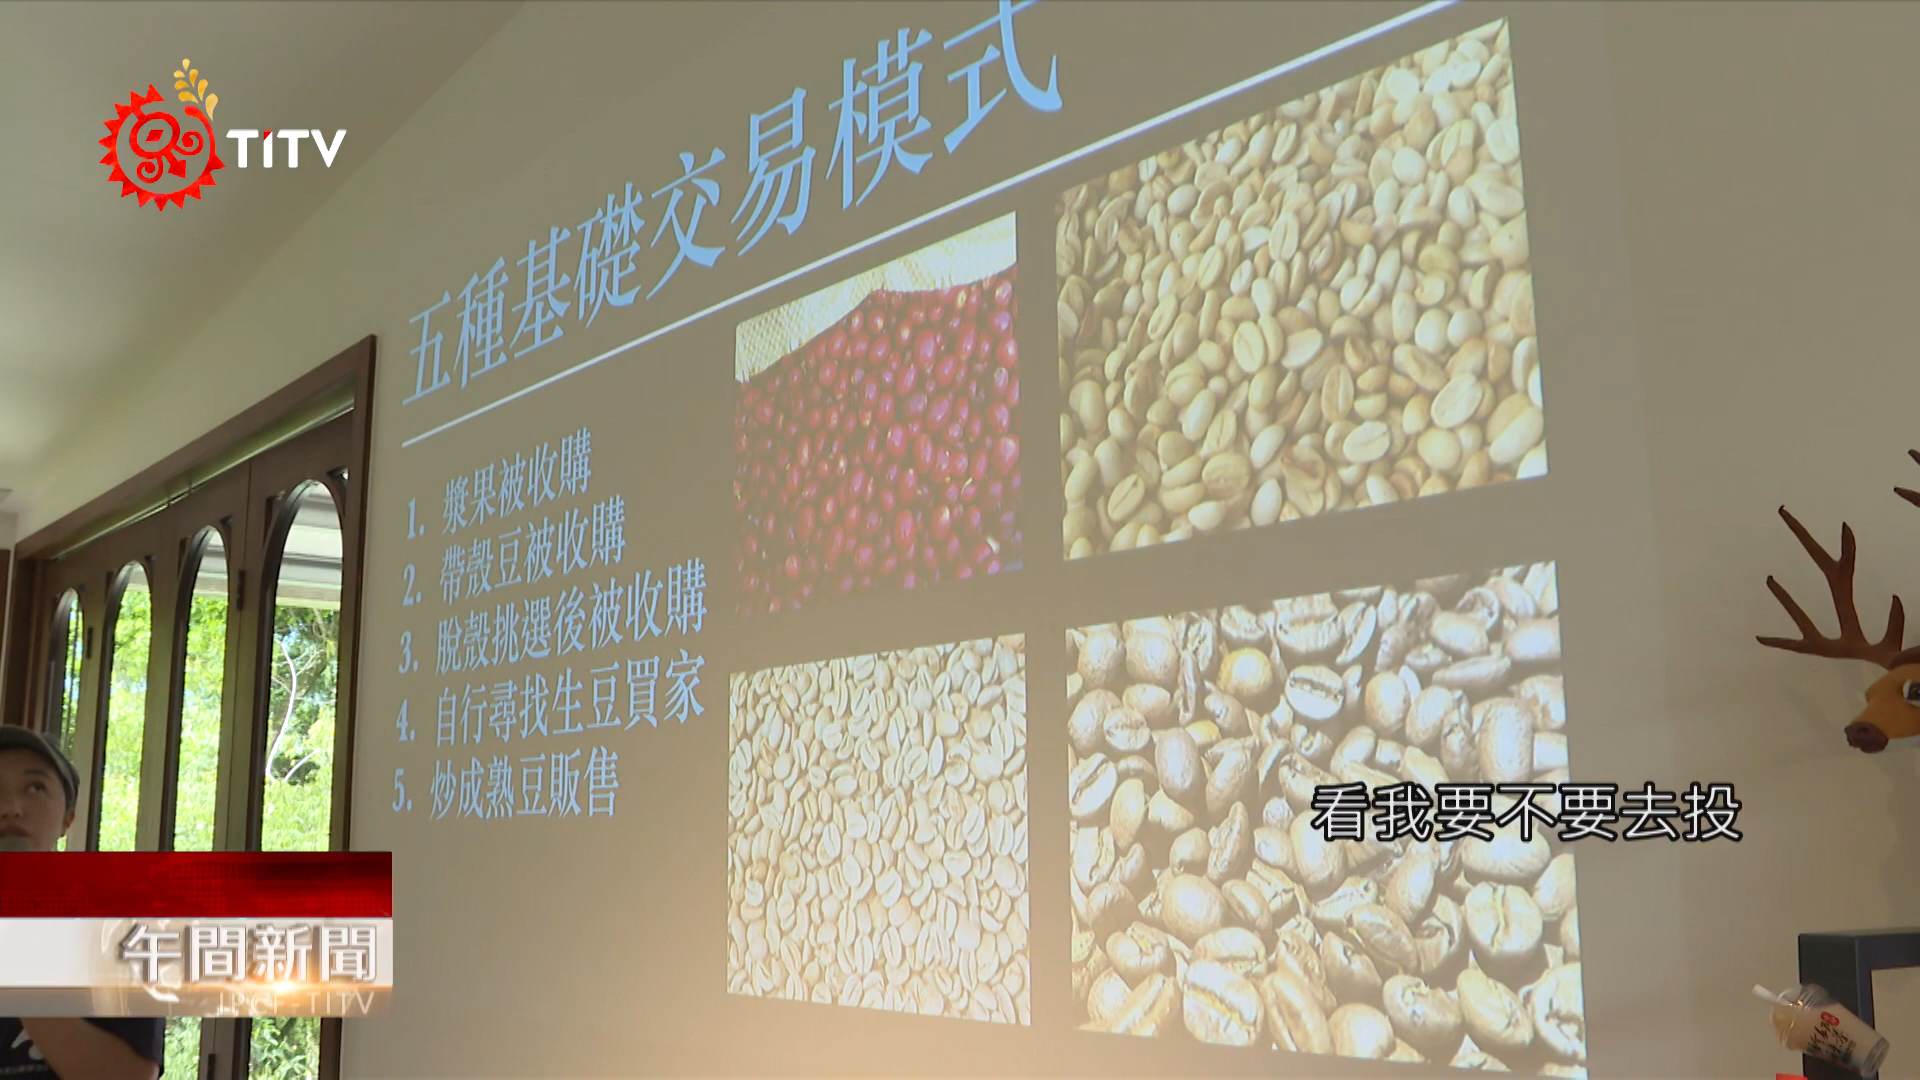 TITV
五種基礎交易模式
1. 漿果被收購
2. 帶殼豆被收購
3. 脫殼挑選後被收購
4. 自行尋找生豆買家
5. 炒成熟豆販售
看我要不要去投
午間新聞
IPCF-TITV